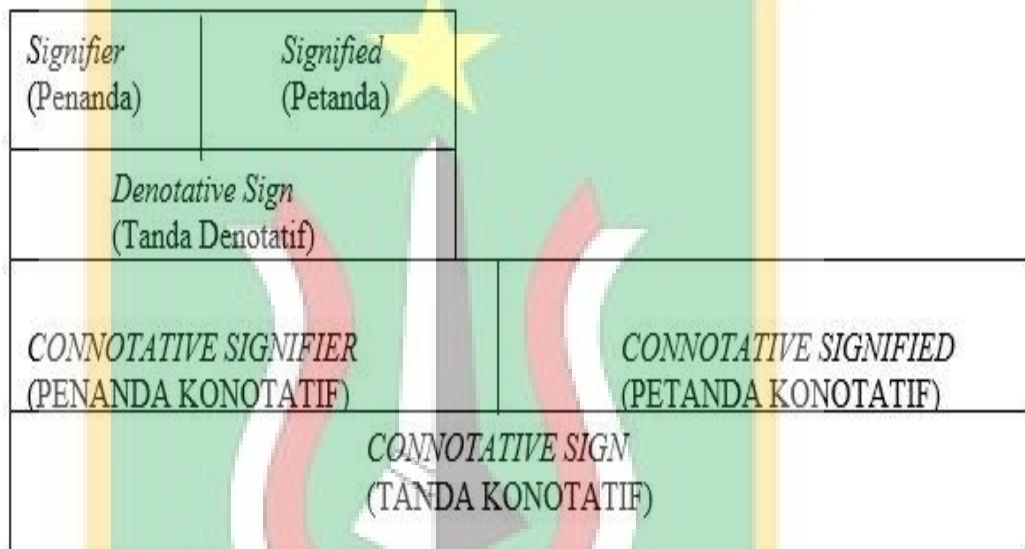 Signifier
(Penanda)
Signified
(Petanda)
Denotative Sign
(Tanda Denotatif)
CONNOTATIVE SIGNIFIER
(PENANDA KONOTATIF)
CONNOTATIVE SIGNIFIED
(PETANDA KONOTATIF)
CONNOTATIVE SIGN
(TANDA KONOTATIF)